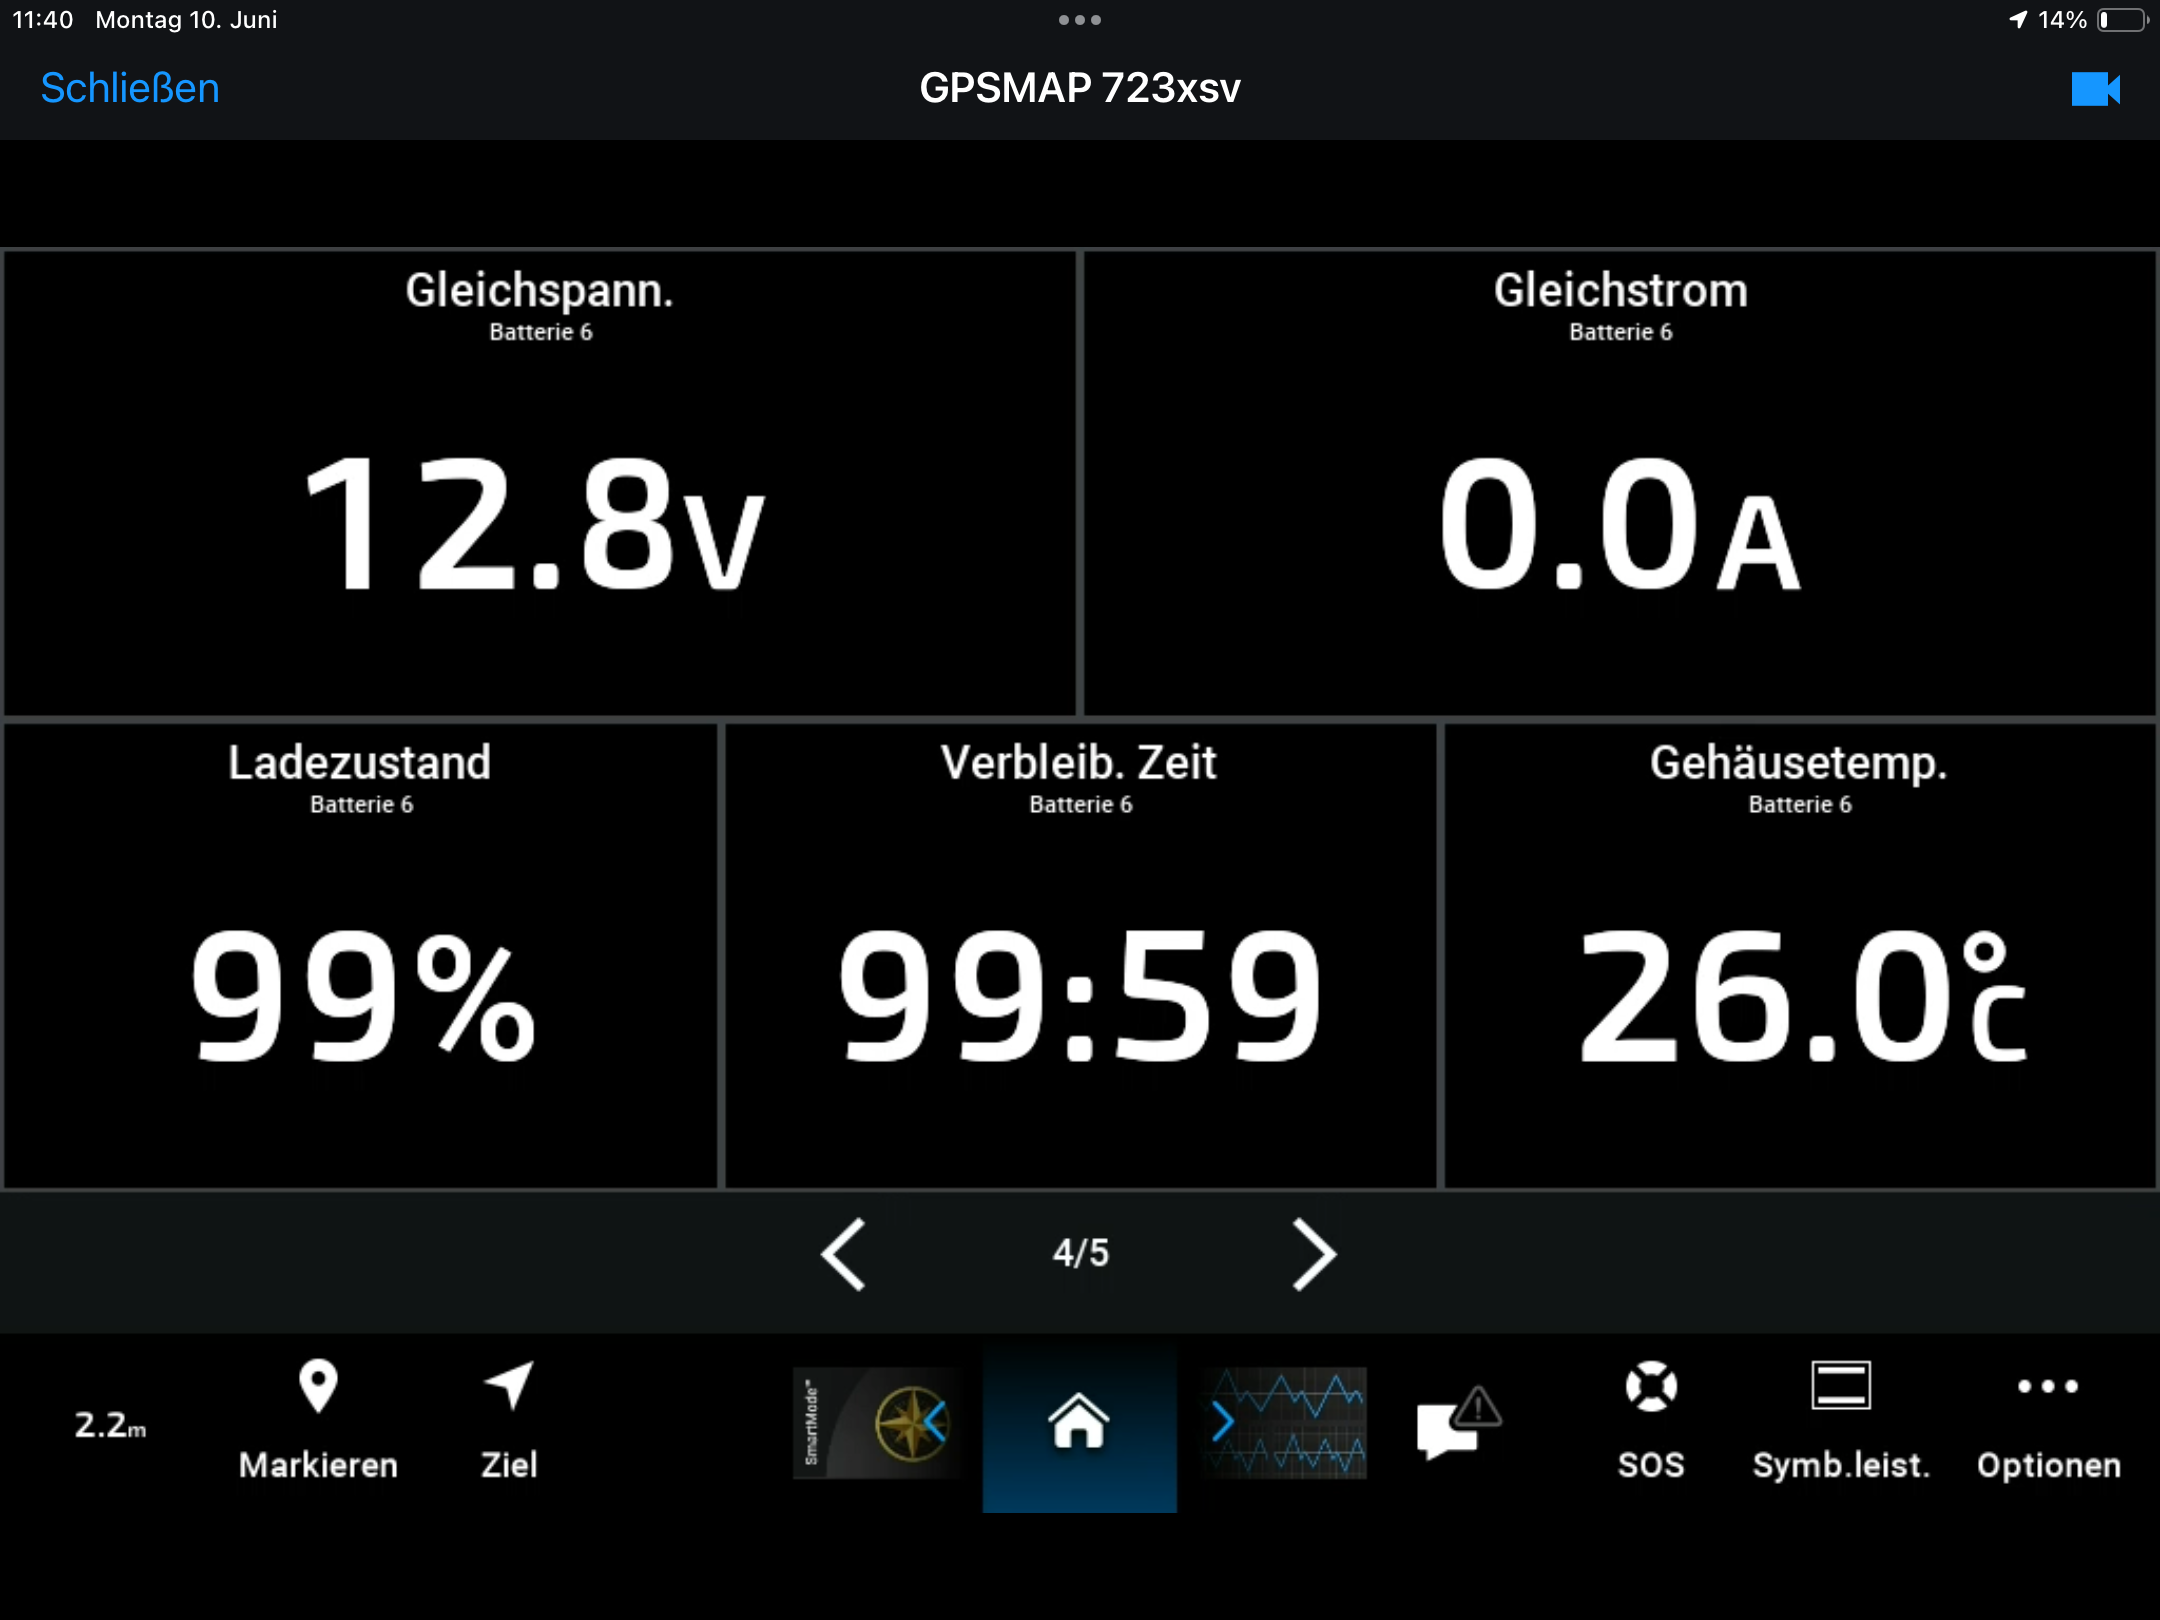 11:40 Montag 10. Juni
14%
Schließen
GPSMAP 723xsv
Gleichspann.
Batterie 6
12.8V
Gleichstrom
Batterie 6
0.0A
Ladezustand
Batterie 6
99%
Verbleib. Zeit
Batterie 6
99:59
Gehäusetemp.
Batterie 6
26.0°C
4/5
2.2m
Markieren
Ziel
SmartMode™
SOS
Symb.leist.
Optionen